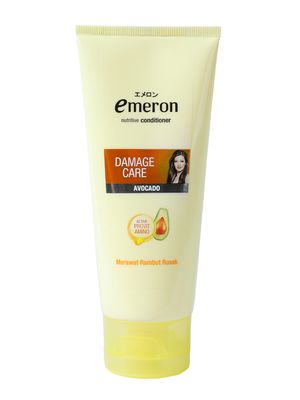 エメロン
emeron
nutritive conditioner
DAMAGE
CARE
AVOCADO
ACTIVE
PROVIT
AMINO
Merawat Rambut Rusak